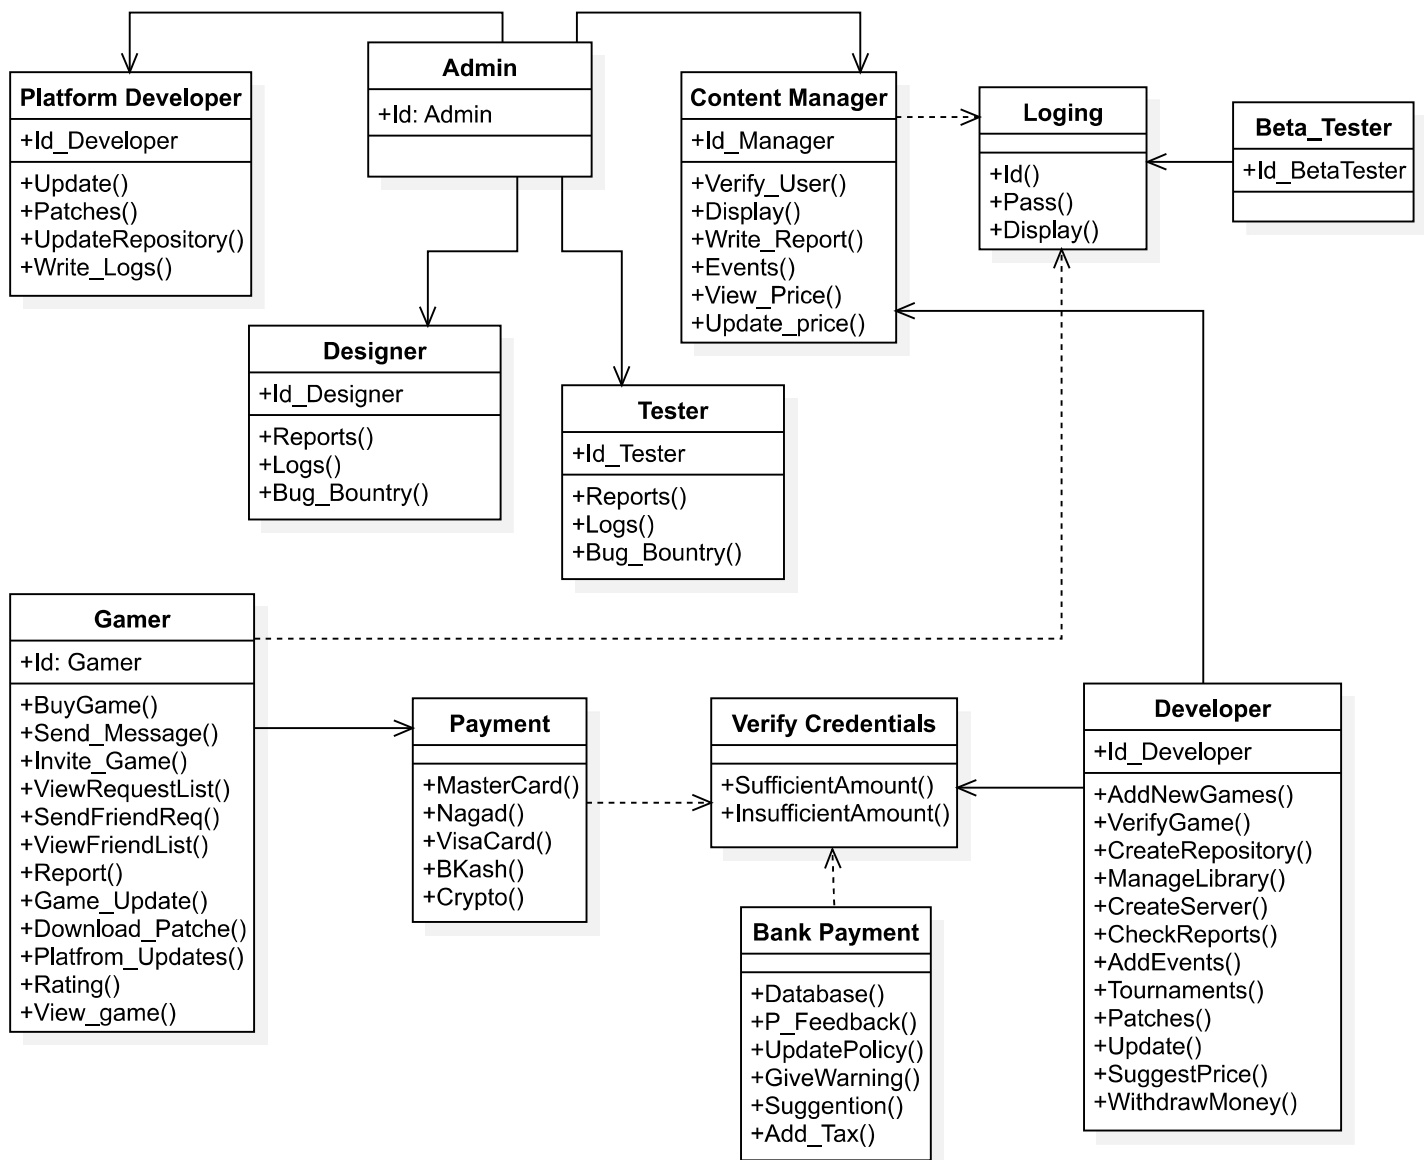 Admin
+Id: Admin
Platform Developer
+Id_Developer
+Update()
+Patches()
+UpdateRepository()
+Write_Logs()
Content Manager
+Id_Manager
+Verify_User()
+Display()
+Write_Report()
+Events()
+View_Price()
+Update_price()
Loging
+Id()
+Pass()
+Display()
Beta_Tester
+Id_BetaTester
Designer
+Id_Designer
+Reports()
+Logs()
+Bug_Bountry()
Tester
+Id_Tester
+Reports()
+Logs()
+Bug_Bountry()
Gamer
+Id: Gamer
+BuyGame()
+Send_Message()
+Invite_Game()
+ViewRequestList()
+SendFriendReq()
+ViewFriendList()
+Report()
+Game_Update()
+Download_Patche()
+Platfrom_Updates()
+Rating()
+View_game()
Payment
+MasterCard()
+Nagad()
+VisaCard()
+BKash()
+Crypto()
Verify Credentials
+SufficientAmount()
+InsufficientAmount()
Bank Payment
+Database()
+P_Feedback()
+UpdatePolicy()
+GiveWarning()
+Suggention()
+Add_Tax()
Developer
+Id_Developer
+AddNewGames()
+VerifyGame()
+CreateRepository()
+ManageLibrary()
+CreateServer()
+CheckReports()
+AddEvents()
+Tournaments()
+Patches()
+Update()
+SuggestPrice()
+WithdrawMoney()